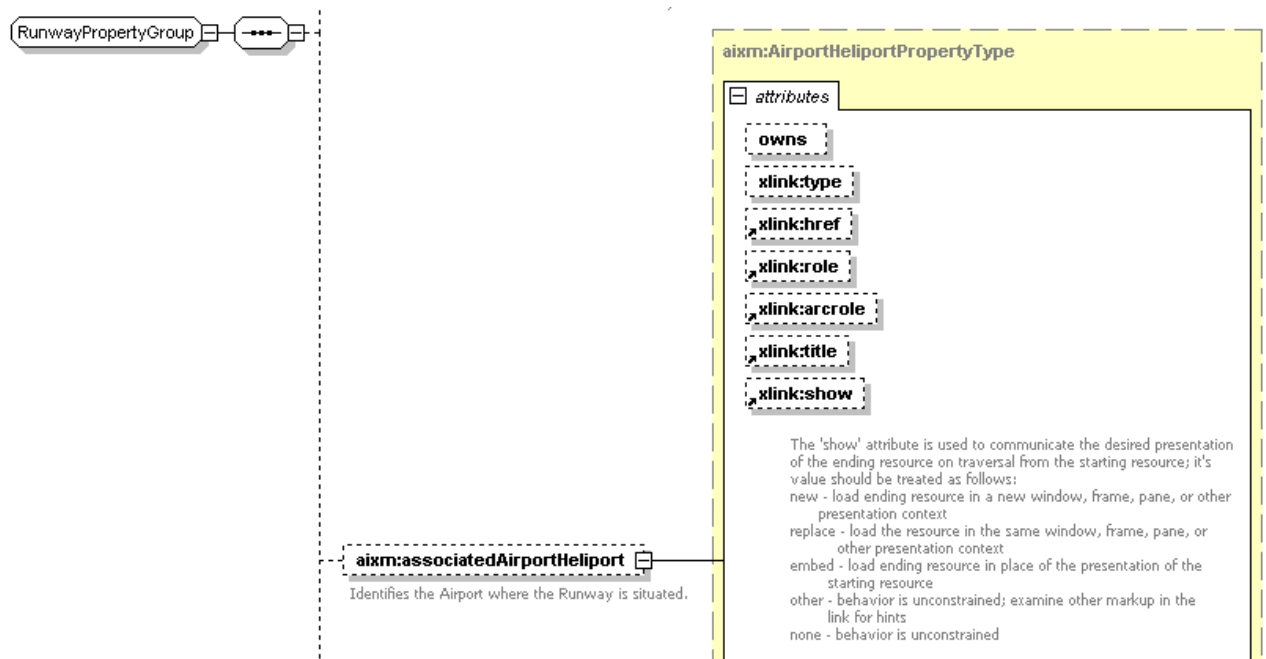 RunwayPropertyGroup
aixm:AirportHeliportPropertyType
attributes
owns
xlink:type
xlink:href
xlink:role
xlink:arcrole
xlink:title
xlink:show
The 'show' attribute is used to communicate the desired presentation
of the ending resource on traversal from the starting resource; it's
value should be treated as follows:
new - load ending resource in a new window, frame, pane, or other
presentation context
replace - load the resource in the same window, frame, pane, or
other presentation context
embed - load ending resource in place of the presentation of the
starting resource
other - behavior is unconstrained; examine other markup in the
link for hints
none - behavior is unconstrained
aixm:associatedAirportHeliport
Identifies the Airport where the Runway is situated.